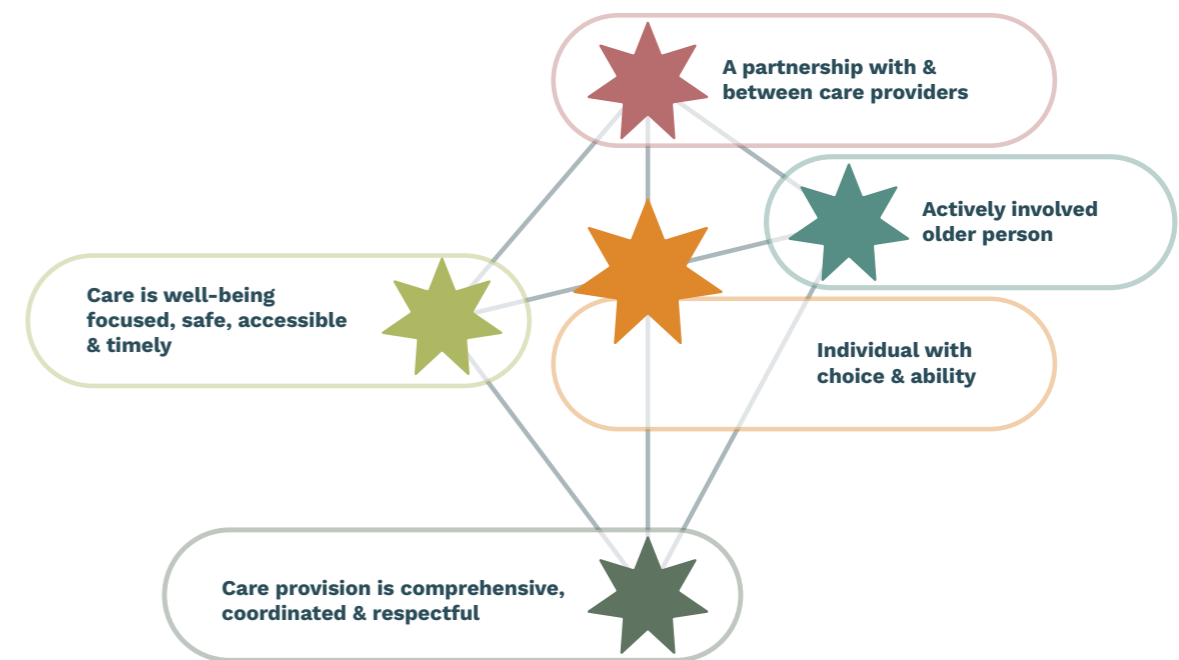 A partnership with &
between care providers
Actively involved
older person
Care is well-being
focused, safe, accessible
& timely
Individual with
choice & ability
Care provision is comprehensive,
coordinated & respectful